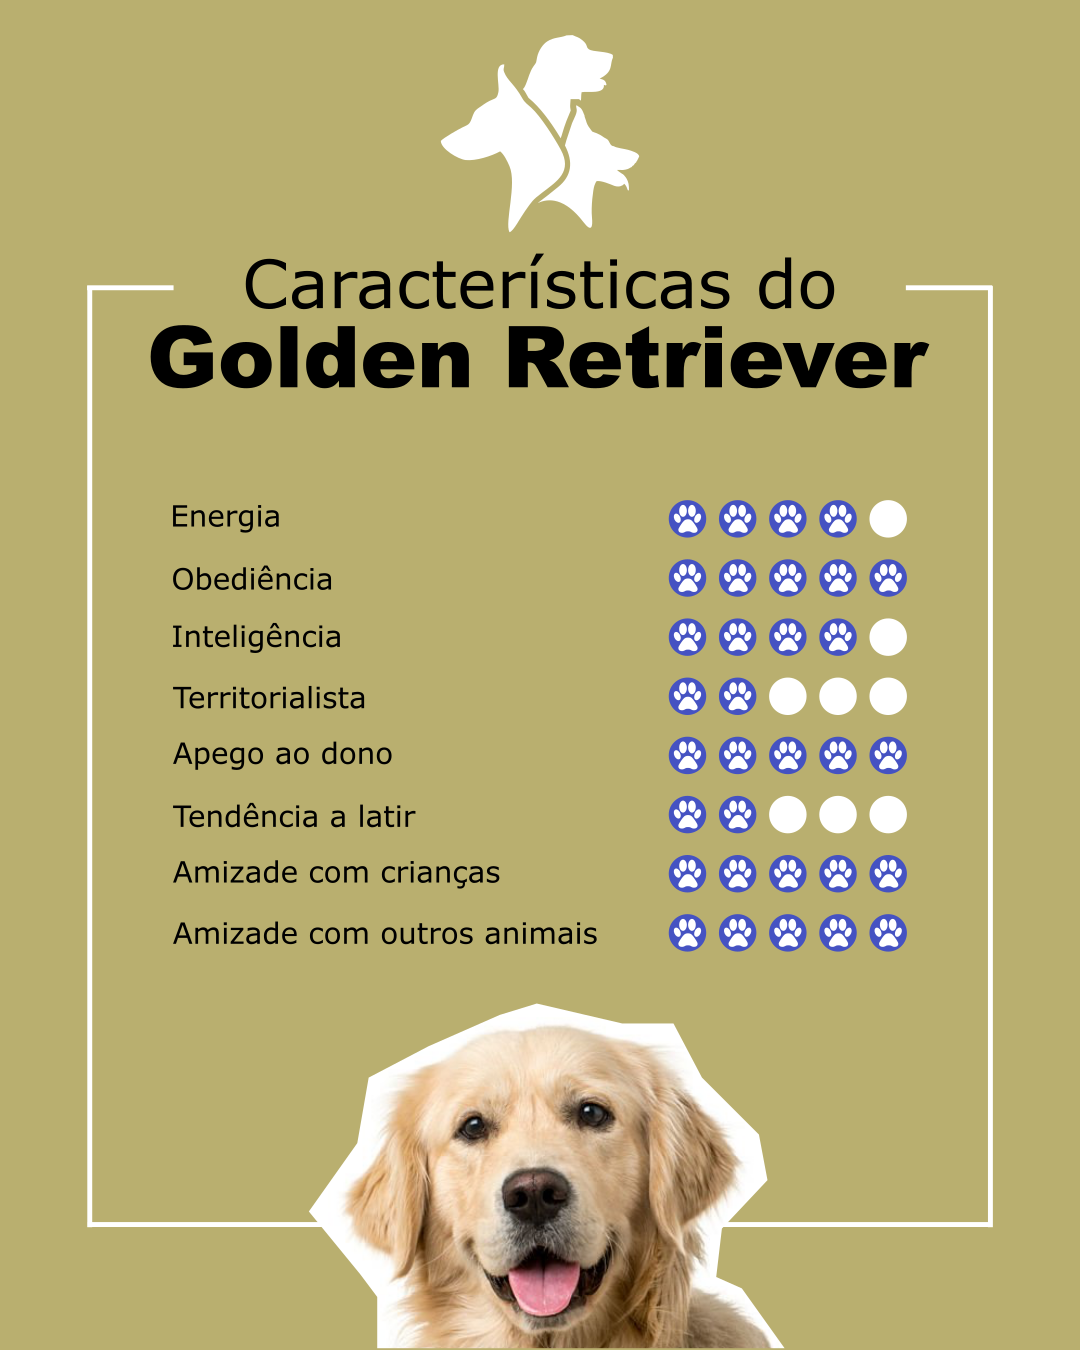 Características do
Golden Retriever
Energia
Obediência
Inteligência
Territorialista
Apego ao dono
Tendência a latir
Amizade com crianças
Amizade com outros animais